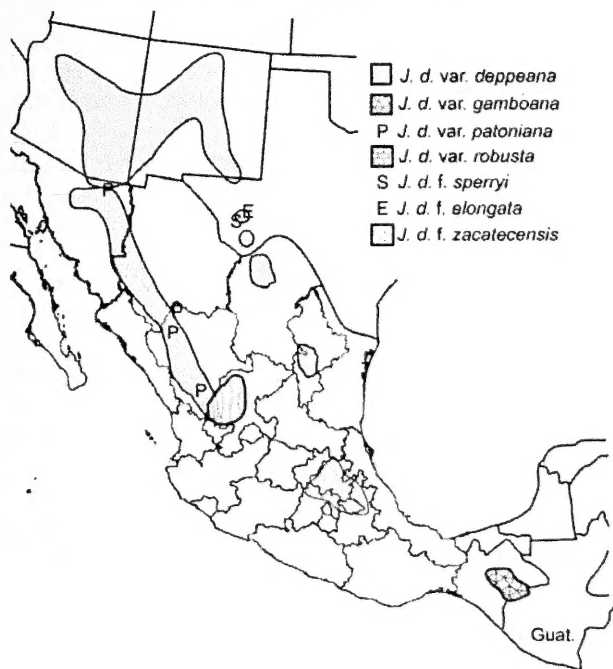 J. d. var. deppeana
J. d. var. gamboana
P J. d. var. patoniana
J. d. var. robusta
S J. d. f. sperryi
E J. d. f. elongata
J. d. f. zacatecensis
P
S E
P
P
Guat.